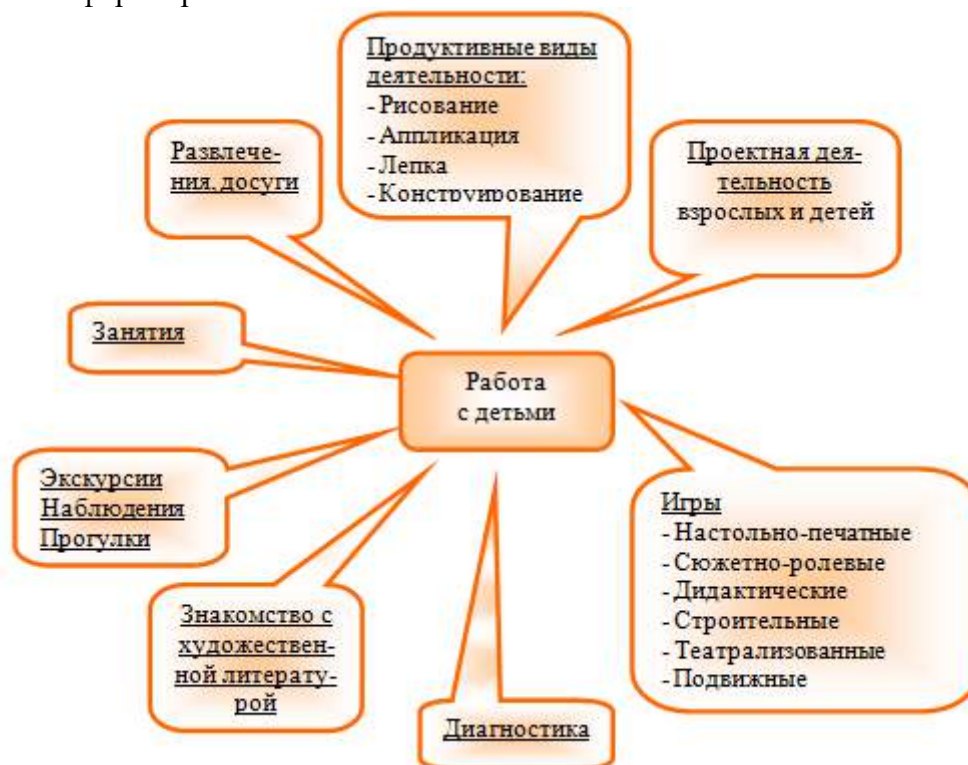 Продуктивные виды
деятельности:
- Рисование
- Аппликация
- Лепка
- Конструирование
Развлече-
ния, досуги
Проектная дея-
тельность
взрослых и детей
Занятия
Работа
с детьми
Экскурсии
Наблюдения
Прогулки
Игры
- Настольно-печатные
- Сюжетно-ролевые
- Дидактические
- Строительные
- Театрализованные
- Подвижные
Знакомство с
художествен-
ной литерату-
рой
Диагностика